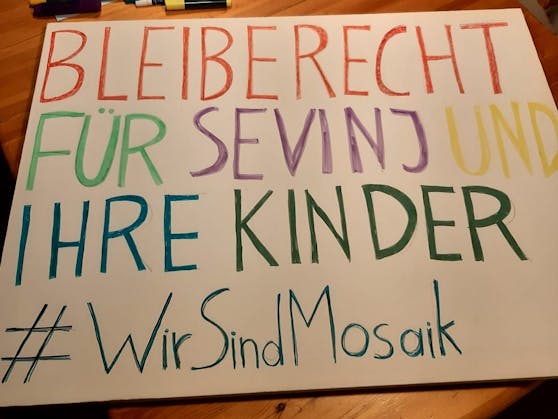 BLEIBERECHT
FÜR SEVINJ UND
IHRE KINDER
#WirSindMosaik